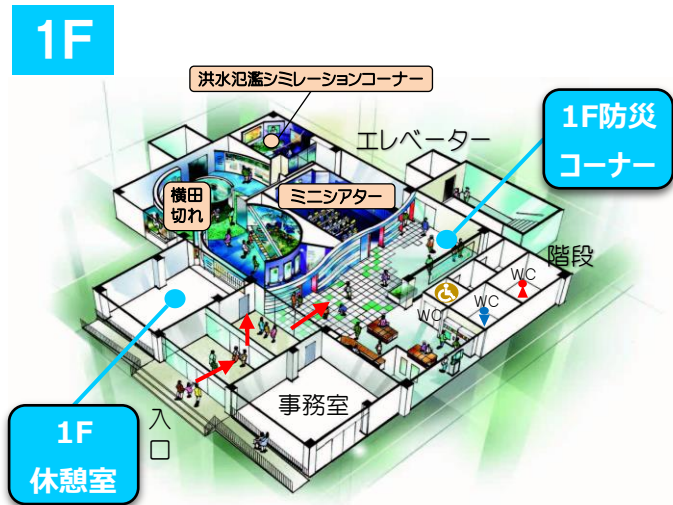 1F
洪水氾濫シミレーションコーナー
エレベーター
1F防災
コーナー
横田
切れ
ミニシアター
階段
WC
WC
WC
事務室
入
口
1F
休憩室